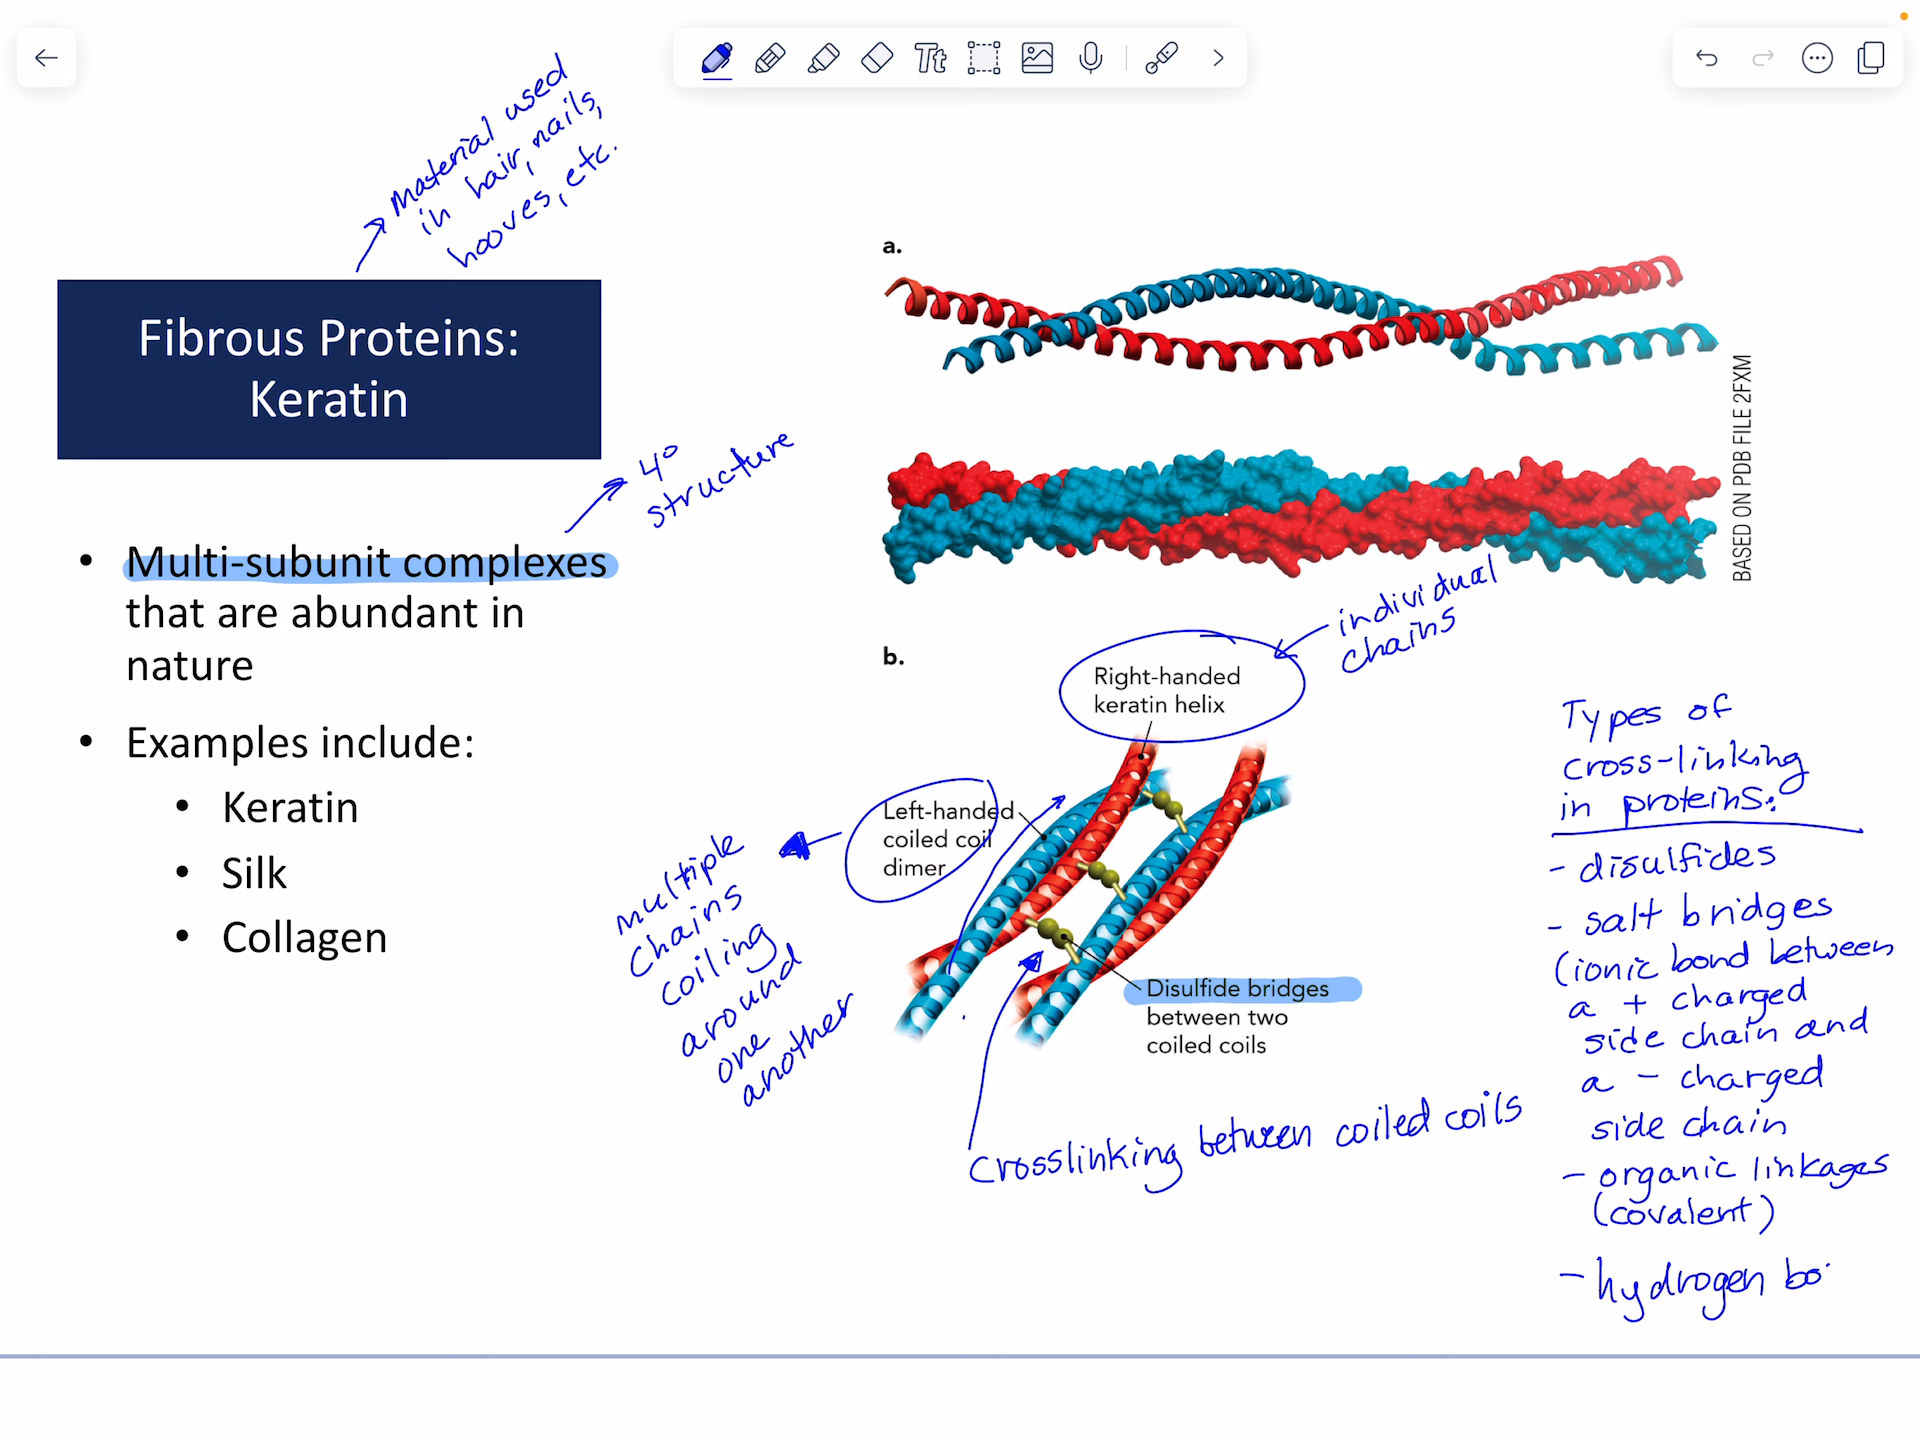 material used
in hair, nails,
hooves, etc.
Fibrous Proteins:
Keratin
4° structure
• Multi-subunit complexes
that are abundant in
nature
• Examples include:
• Keratin
• Silk
• Collagen
a.
BASED ON PDB FILE 2FXM
b.
individual
chains
Right-handed
keratin helix
Left-handed
coiled coil
dimer
multiple
chains
coiling
around
one
another
Disulfide bridges
between two
coiled coils
Crosslinking between coiled coils
Types of
cross-linking
in proteins:
- disulfides
- salt bridges
(ionic bond between
a + charged
side chain and
a - charged
side chain
- organic linkages
(covalent)
- hydrogen bo
Tt